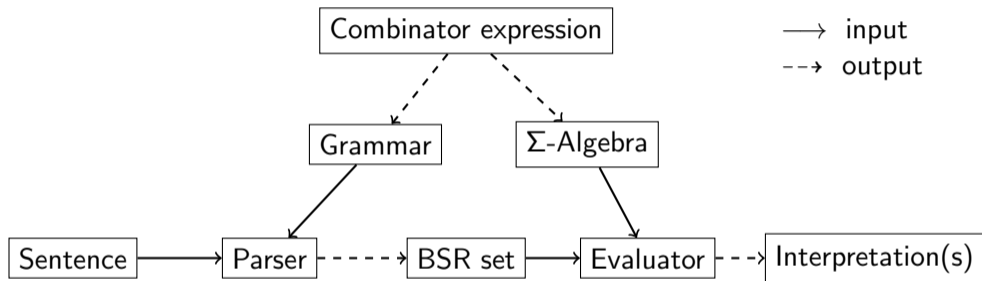 Combinator expression
input
output
Grammar
Σ-Algebra
Sentence
Parser
BSR set
Evaluator
Interpretation(s)